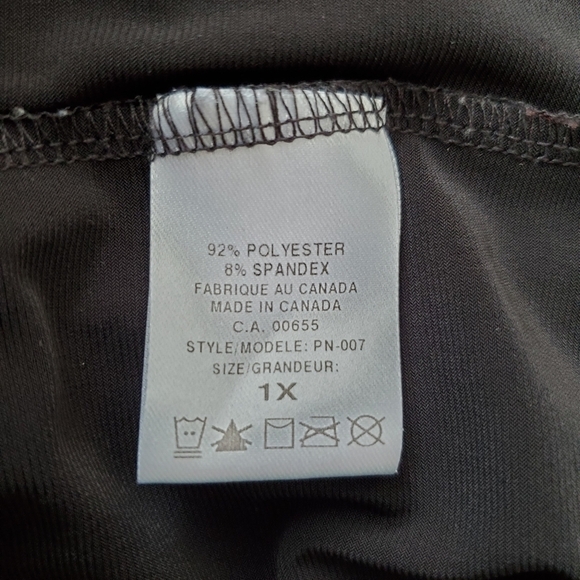 92% POLYESTER
8% SPANDEX
FABRIQUE AU CANADA
MADE IN CANADA
C.A. 00655
STYLE/MODELE: PN-007
SIZE/GRANDEUR:
1X